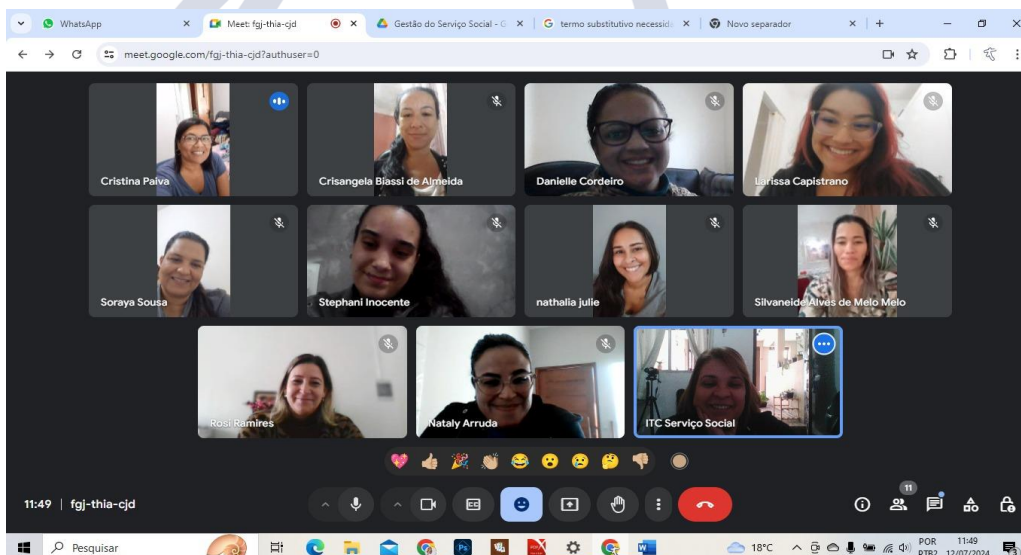 WhatsApp
Meet: fgj-thia-cjd
Gestão do Serviço Social - G
termo substitutivo necessid
Novo separador
meet.google.com/fgj-thia-cjd?authuser=0
Cristina Paiva
Crisangela Biassi de Almeida
Danielle Cordeiro
Larissa Capistrano
Soraya Sousa
Stephani Inocente
nathalia julie
Silvaneide Alves de Melo Melo
Rosi Ramires
Nataly Arruda
ITC Serviço Social
11:49 | fgj-thia-cjd
CC
11
Pesquisar
Ps
18°C
POR
PTB2
11:49
12/07/2024